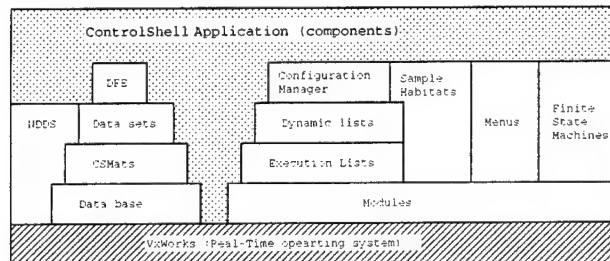 ControlShell Application (components)
DFE
Configuration
Manager
Sample
Habitats
NDDS
Data sets
Dynamic lists
Menus
Finite
State
Machines
CSMats
Execution Lists
Data base
Modules
VxWorks (Real-Time opearting system)